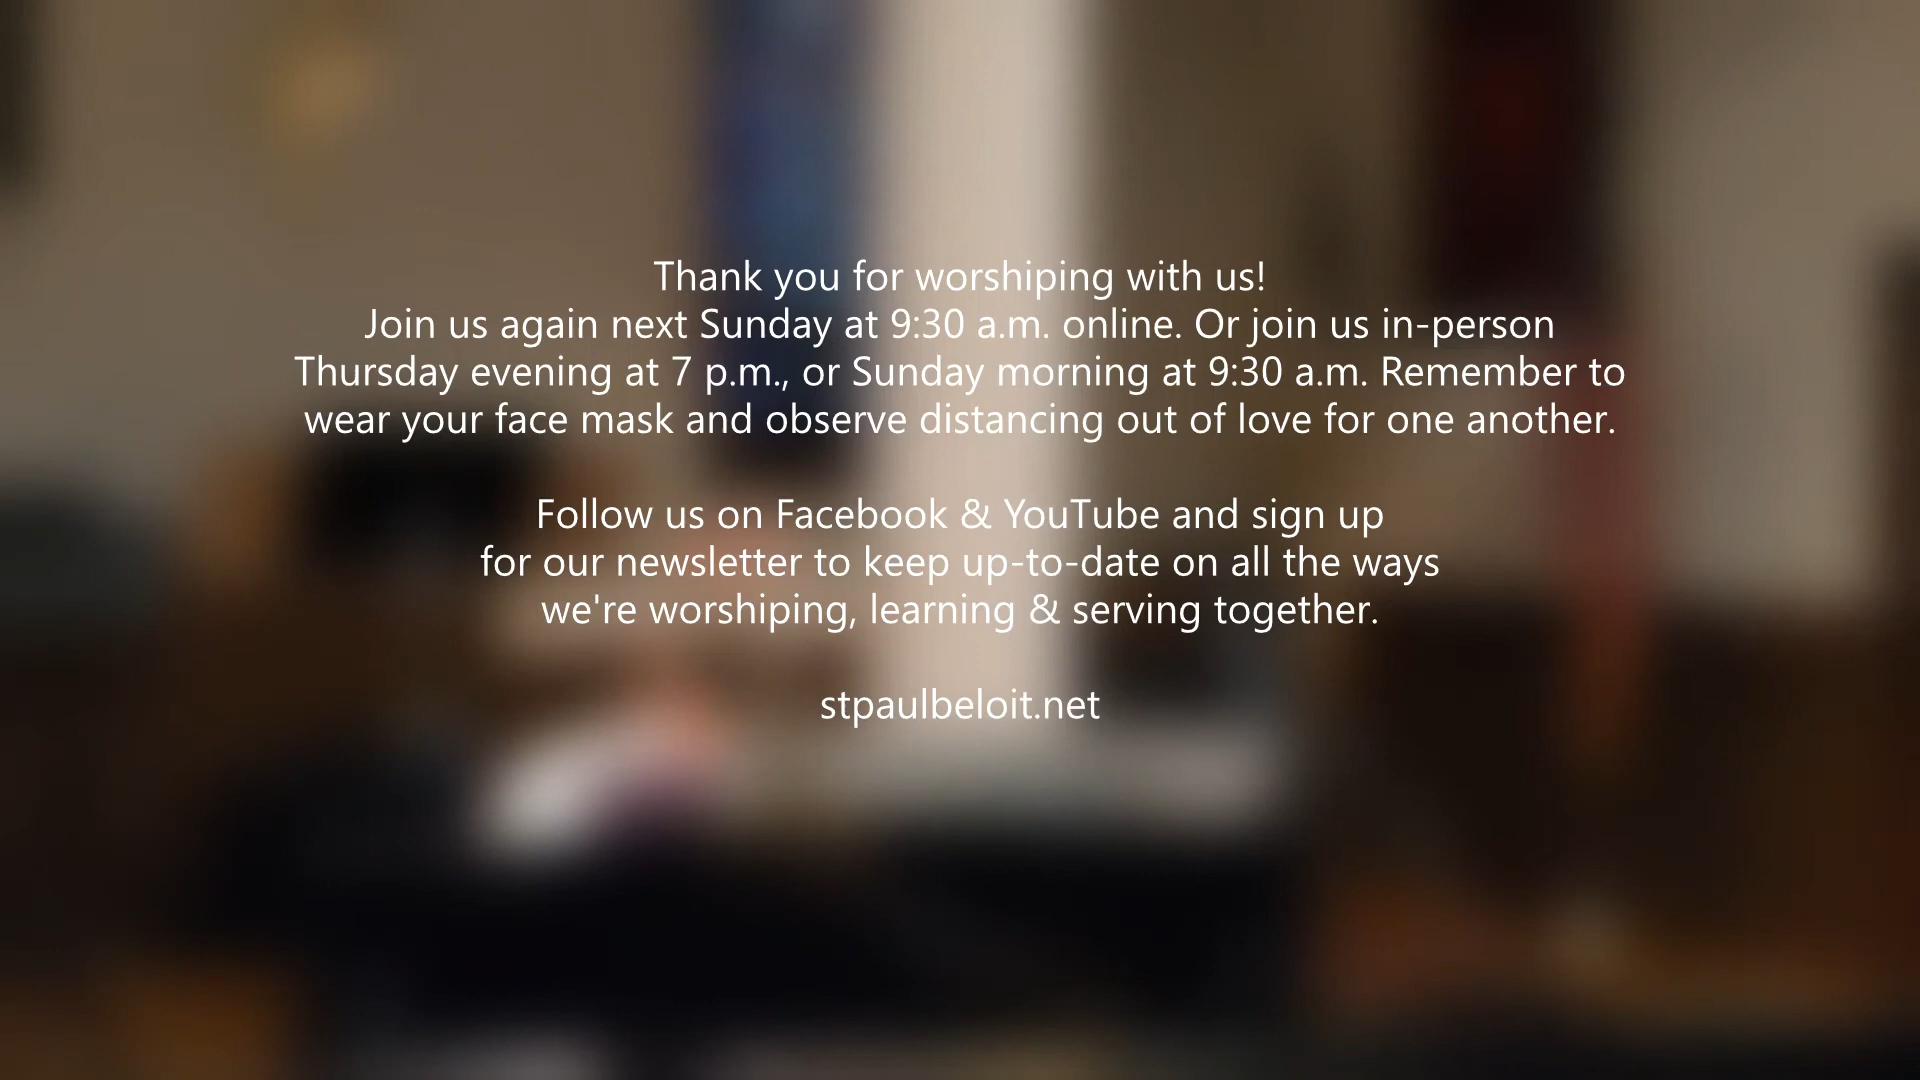 Thank you for worshiping with us!
Join us again next Sunday at 9:30 a.m. online. Or join us in-person
Thursday evening at 7 p.m., or Sunday morning at 9:30 a.m. Remember to
wear your face mask and observe distancing out of love for one another.
Follow us on Facebook & YouTube and sign up
for our newsletter to keep up-to-date on all the ways
we're worshiping, learning & serving together.
stpaulbeloit.net